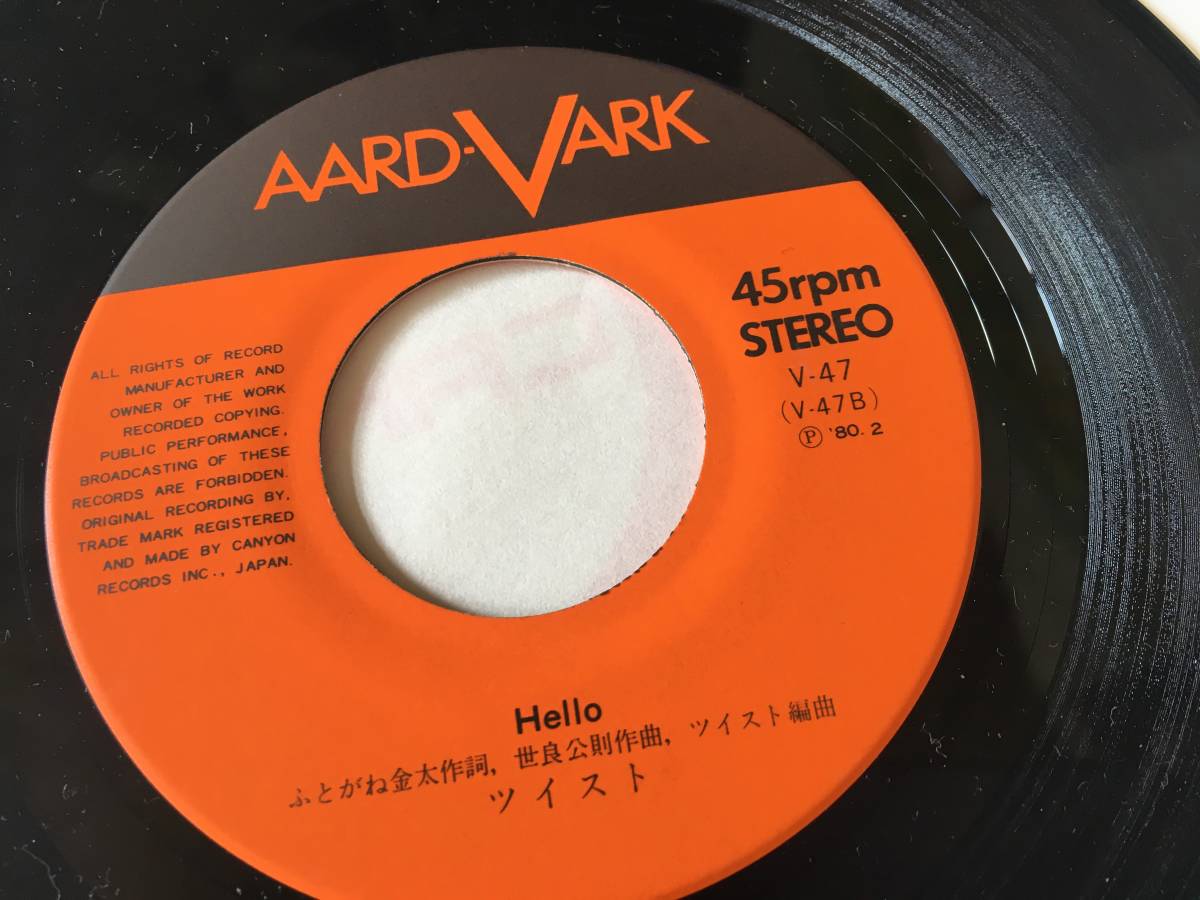 AARD-VARK
45rpm
STEREO
V-47
(V-47B)
Ⓟ '80. 2
ALL RIGHTS OF RECORD
MANUFACTURER AND
OWNER OF THE WORK
RECORDED COPYING.
PUBLIC PERFORMANCE,
BROADCASTING OF THESE
RECORDS ARE FORBIDDEN.
ORIGINAL RECORDING BY,
TRADE MARK REGISTERED
AND MADE BY CANYON
RECORDS INC., JAPAN.
Hello
ふとがね金太作詞, 世良公則作曲, ツイスト編曲
ツイスト